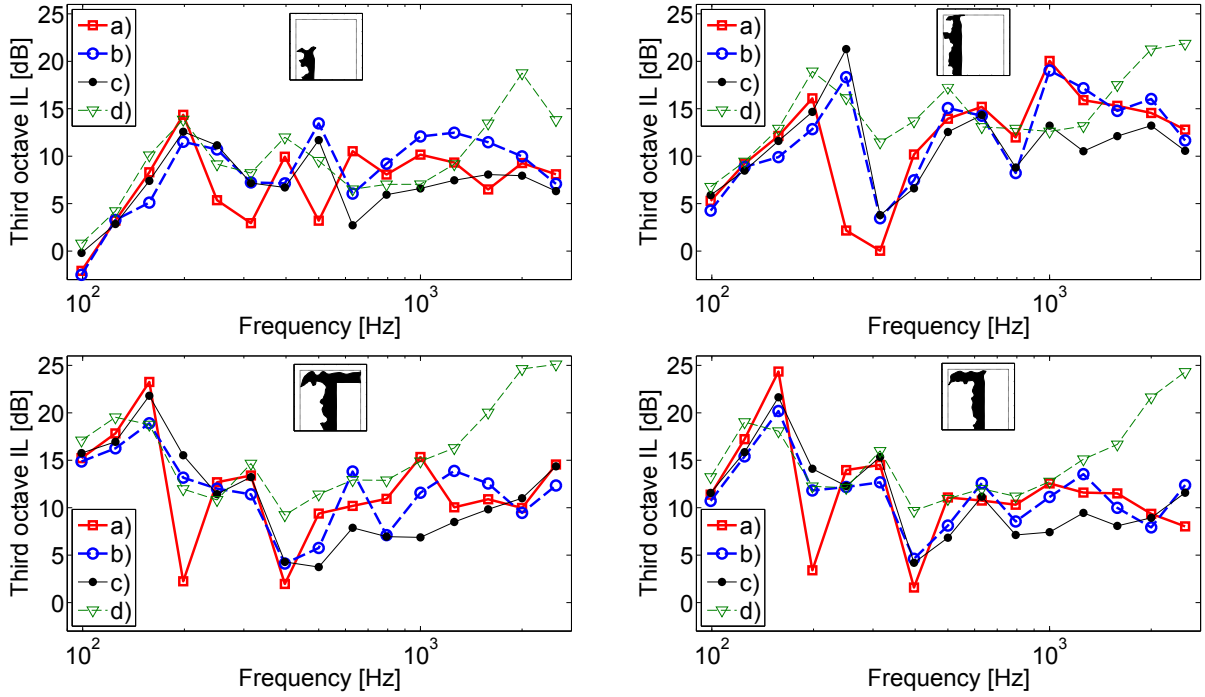 Third octave IL [dB]
25
20
15
10
5
0
a)
b)
c)
d)
10²
10³
Frequency [Hz]
Third octave IL [dB]
25
20
15
10
5
0
a)
b)
c)
d)
10²
10³
Frequency [Hz]
Third octave IL [dB]
25
20
15
10
5
0
a)
b)
c)
d)
10²
10³
Frequency [Hz]
Third octave IL [dB]
25
20
15
10
5
0
a)
b)
c)
d)
10²
10³
Frequency [Hz]